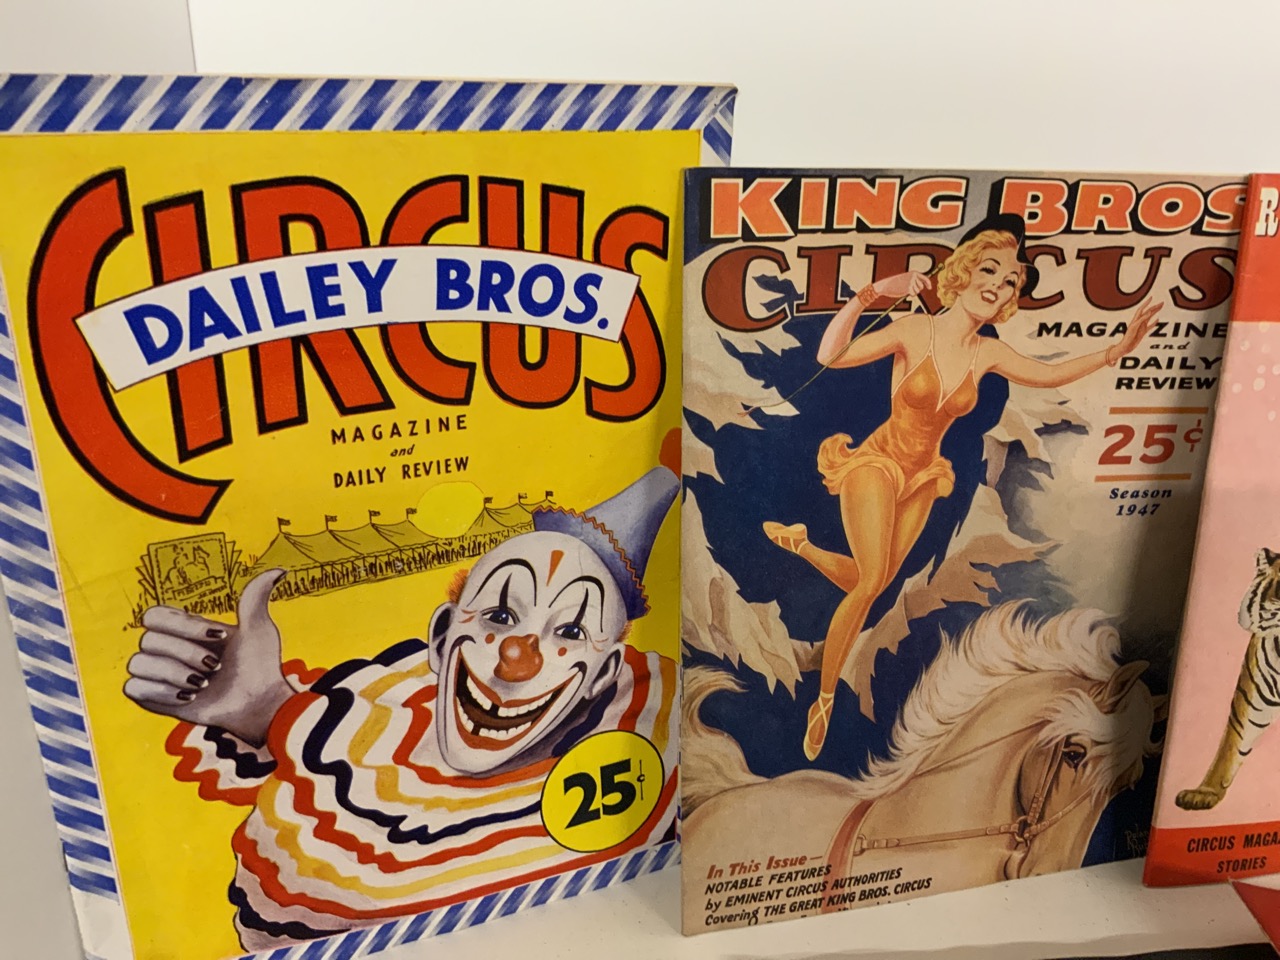 CIRCUS
DAILEY BROS.
MAGAZINE
and
DAILY REVIEW
25¢
KING BROS
CIRCUS
MAGAZINE
and
DAILY
REVIEW
25¢
Season
1947
In This Issue—
NOTABLE FEATURES
by EMINENT CIRCUS AUTHORITIES
Covering THE GREAT KING BROS. CIRCUS
CIRCUS
STORIES